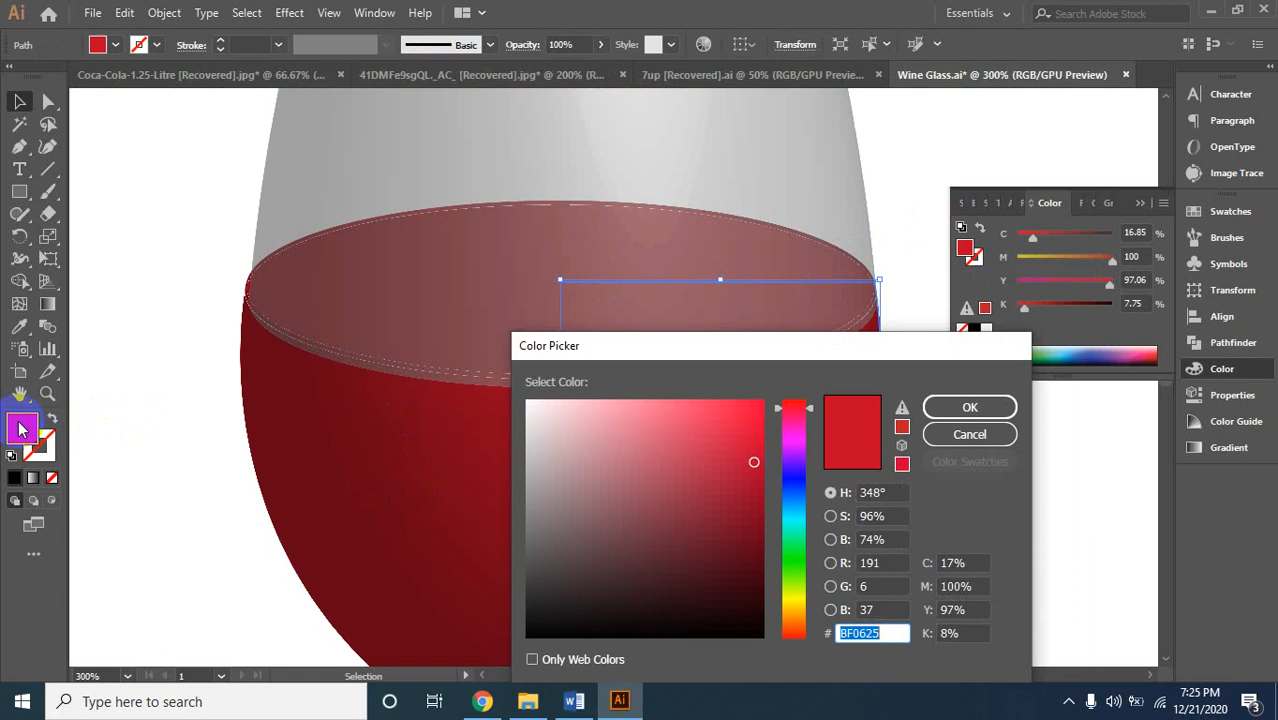 Ai File Edit Object Type Select Effect View Window Help Essentials Search Adobe Stock
Path Stroke: Basic Opacity: 100% Style: Transform
Coca-Cola-1.25-Litre [Recovered].jpg* @ 66.67% (... 41DMFe9sgQL._AC_ [Recovered].jpg* @ 200% (R... 7up [Recovered].ai @ 50% (RGB/GPU Previe... Wine Glass.ai* @ 300% (RGB/GPU Preview)
Character
Paragraph
OpenType
Image Trace
Swatches
Brushes
Symbols
Transform
Align
Pathfinder
Color
Properties
Color Guide
Gradient
Color
C 16.85 %
M 100 %
Y 97.06 %
K 7.75 %
Color Picker
Select Color:
OK
Cancel
Color Swatches
H: 348°
S: 96%
B: 74%
R: 191 C: 17%
G: 6 M: 100%
B: 37 Y: 97%
# BF0625 K: 8%
Only Web Colors
300% 1 Selection
Type here to search
Ai
7:25 PM
12/21/2020
3